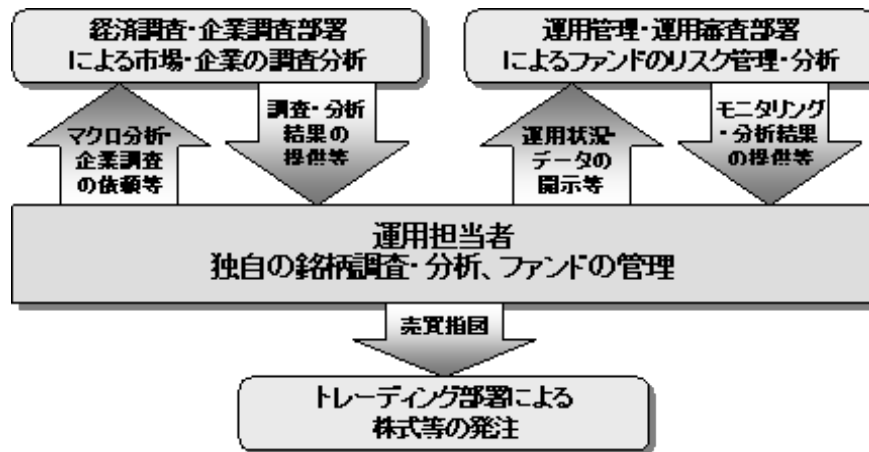 経済調査・企業調査部署
による市場・企業の調査分析
運用管理・運用審査部署
によるファンドのリスク管理・分析
マクロ分析・
企業調査
の依頼等
調査・分析
結果の
提供等
運用状況・
データの
開示等
モニタリング
・分析結果
の提供等
運用担当者
独自の銘柄調査・分析、ファンドの管理
売買指図
トレーディング部署による
株式等の発注